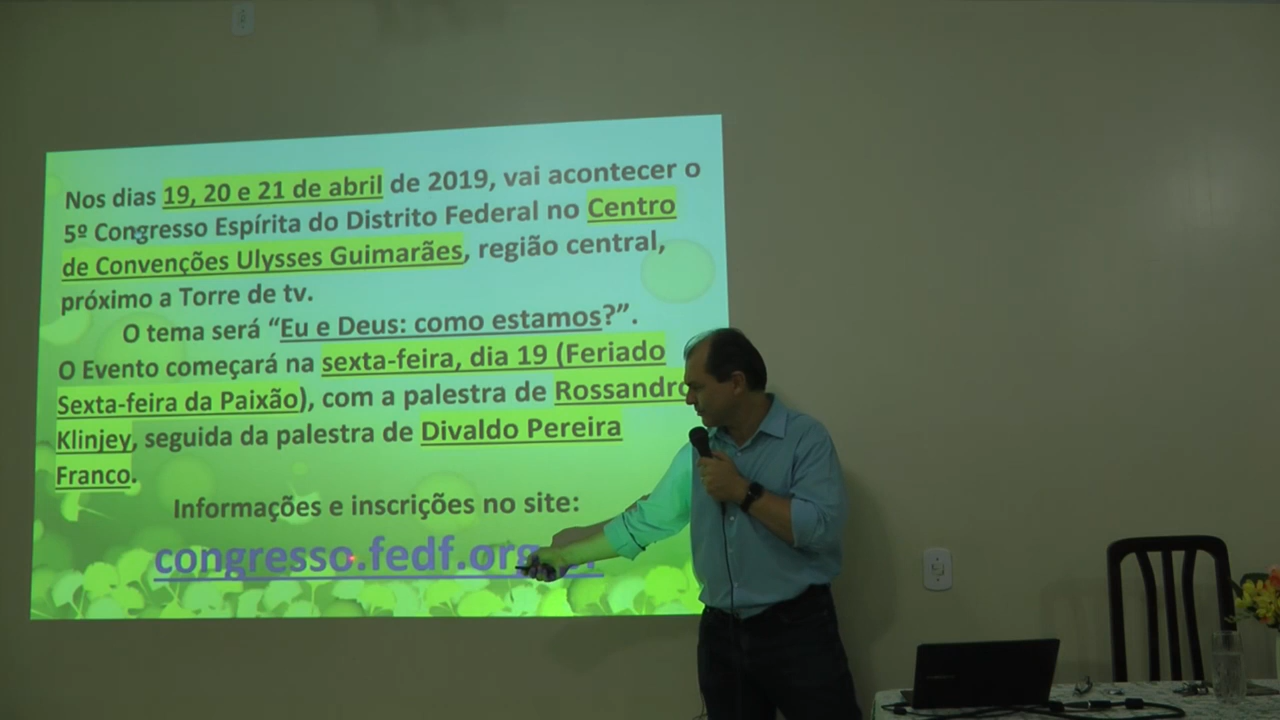 Nos dias 19, 20 e 21 de abril de 2019, vai acontecer o
5º Congresso Espírita do Distrito Federal no Centro
de Convenções Ulysses Guimarães, região central,
próximo a Torre de tv.
O tema será “Eu e Deus: como estamos?”.
O Evento começará na sexta-feira, dia 19 (Feriado
Sexta-feira da Paixão), com a palestra de Rossandro
Klinjey, seguida da palestra de Divaldo Pereira
Franco.
Informações e inscrições no site:
congresso.fedf.org